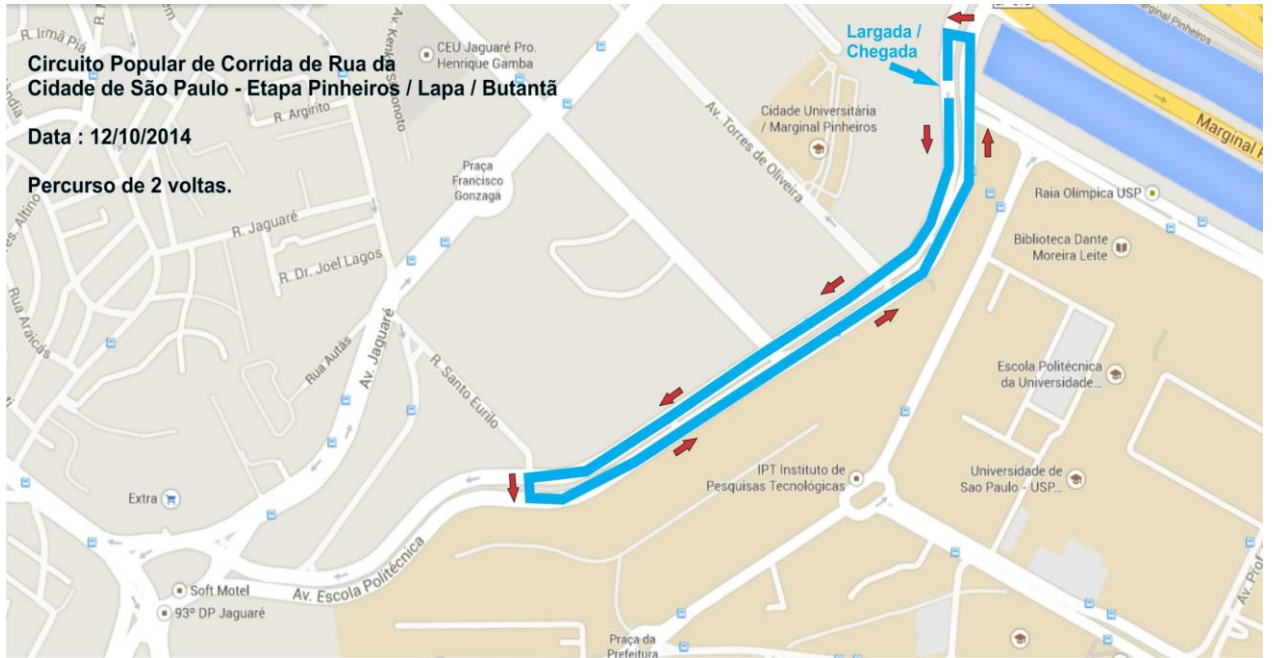 Circuito Popular de Corrida de Rua da
Cidade de São Paulo - Etapa Pinheiros / Lapa / Butantã
Data : 12/10/2014
Percurso de 2 voltas.
Largada /
Chegada
R. Irmã Piá
CEU Jaguaré Pro.
Henrique Gamba
R. Argirito
Marginal Pinheiros
Cidade Universitária
/ Marginal Pinheiros
Av. Torres de Oliveira
Praça
Francisco
Gonzaga
Raia Olímpica USP
R. Jaguaré
Biblioteca Dante
Moreira Leite
R. Dr. Joel Lagos
Rua Araicás
Rua Autás
Av. Jaguaré
R. Santo Eurilo
Escola Politécnica
da Universidade...
IPT Instituto de
Pesquisas Tecnológicas
Universidade de
Sao Paulo - USP...
Extra
Av. Escola Politécnica
Soft Motel
93º DP Jaguaré
Praça da
Prefeitura
Av. Prof.